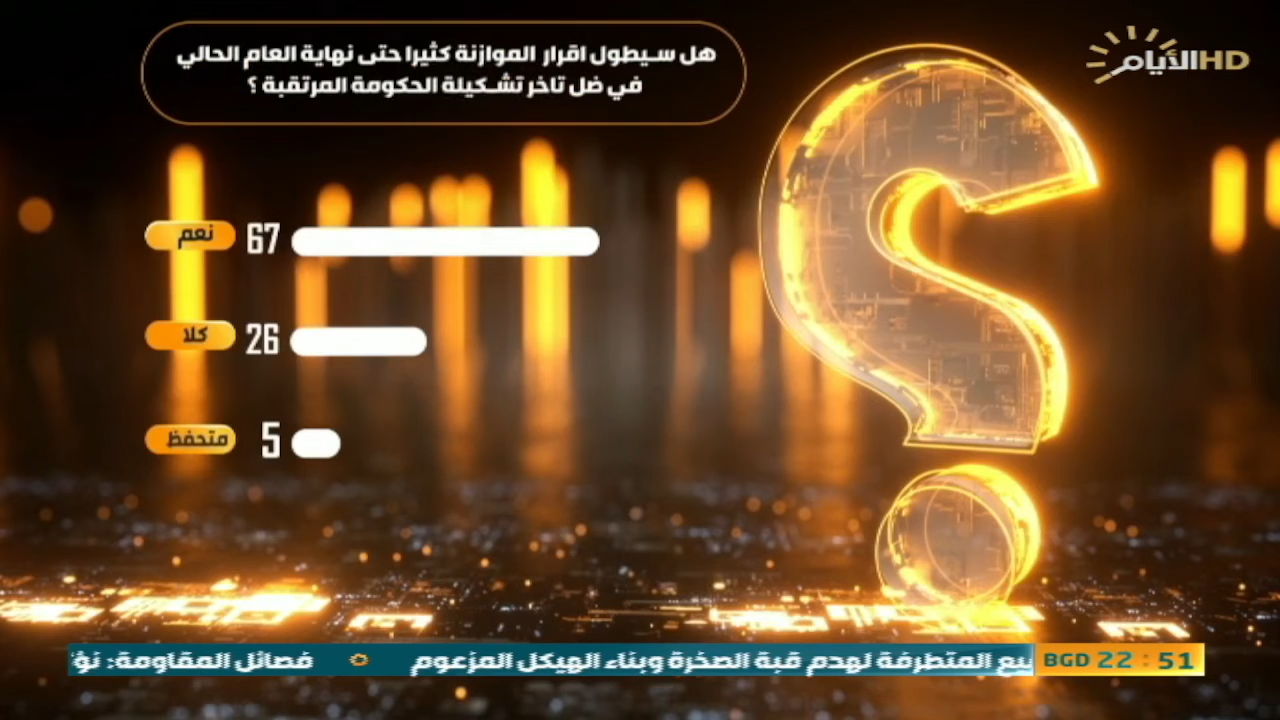 هل سيطول اقرار الموازنة كثيرا حتى نهاية العام الحالي
في ضل تاخر تشكيلة الحكومة المرتقبة ؟
الأيام HD
نعم 67
كلا 26
متحفظ 5
المتطرفة لهدم قبة الصخرة وبناء الهيكل المزعوم
فصائل المقاومة:
BGD 22 : 51